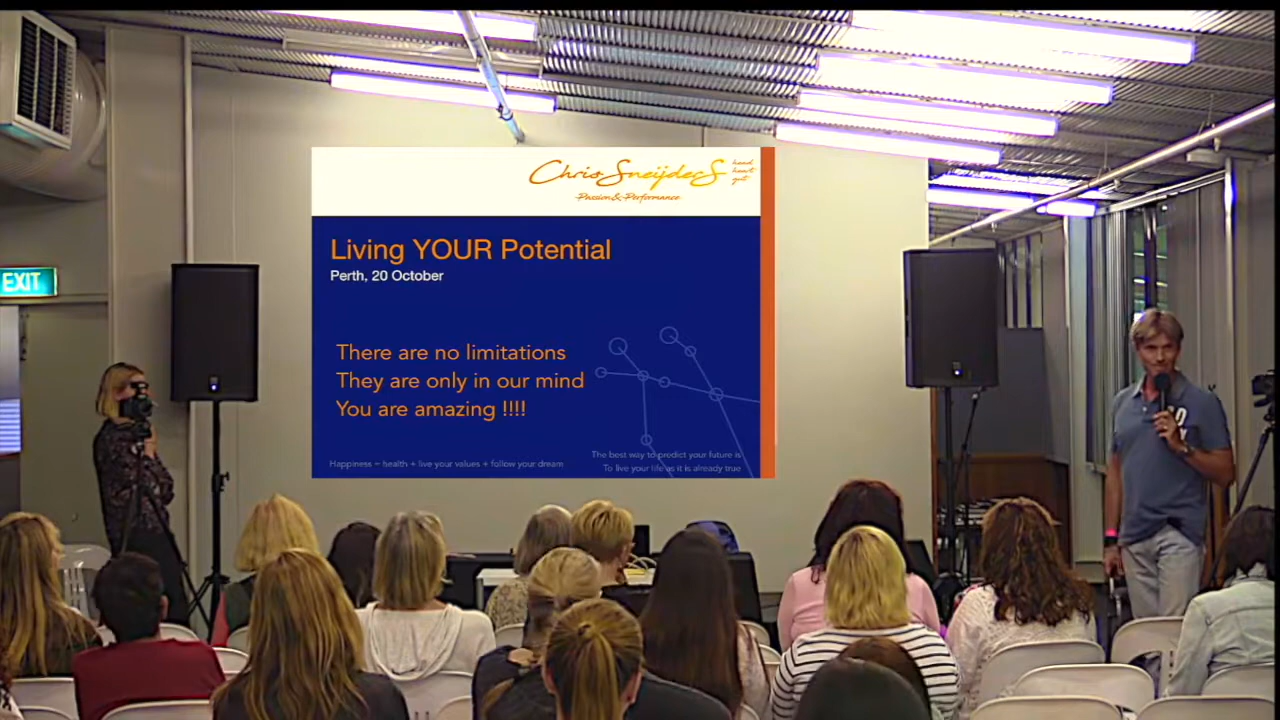 Chris SneijderS
head
heart
gut
Passion & Performance
Living YOUR Potential
Perth, 20 October
EXIT
There are no limitations
They are only in our mind
You are amazing !!!!
Happiness = health + live your values + follow your dream
The best way to predict your future is
To live your life as it is already true